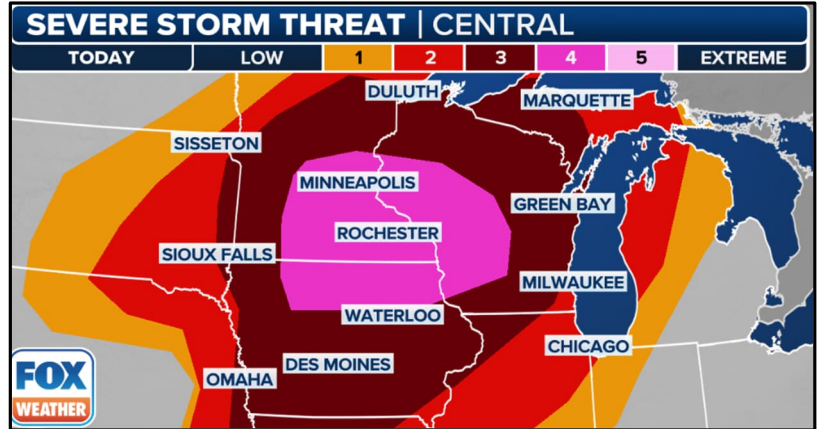 SEVERE STORM THREAT | CENTRAL
TODAY LOW 1 2 3 4 5 EXTREME
DULUTH
MARQUETTE
SISSETON
MINNEAPOLIS
GREEN BAY
ROCHESTER
SIOUX FALLS
MILWAUKEE
WATERLOO
CHICAGO
DES MOINES
OMAHA
FOX
WEATHER